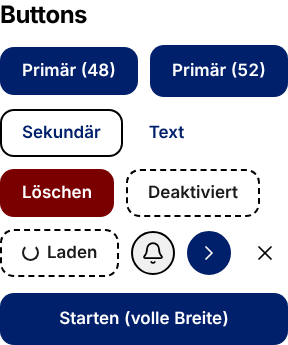 Buttons
Primär (48) Primär (52)
Sekundär Text
Löschen Deaktiviert
Laden
Starten (volle Breite)